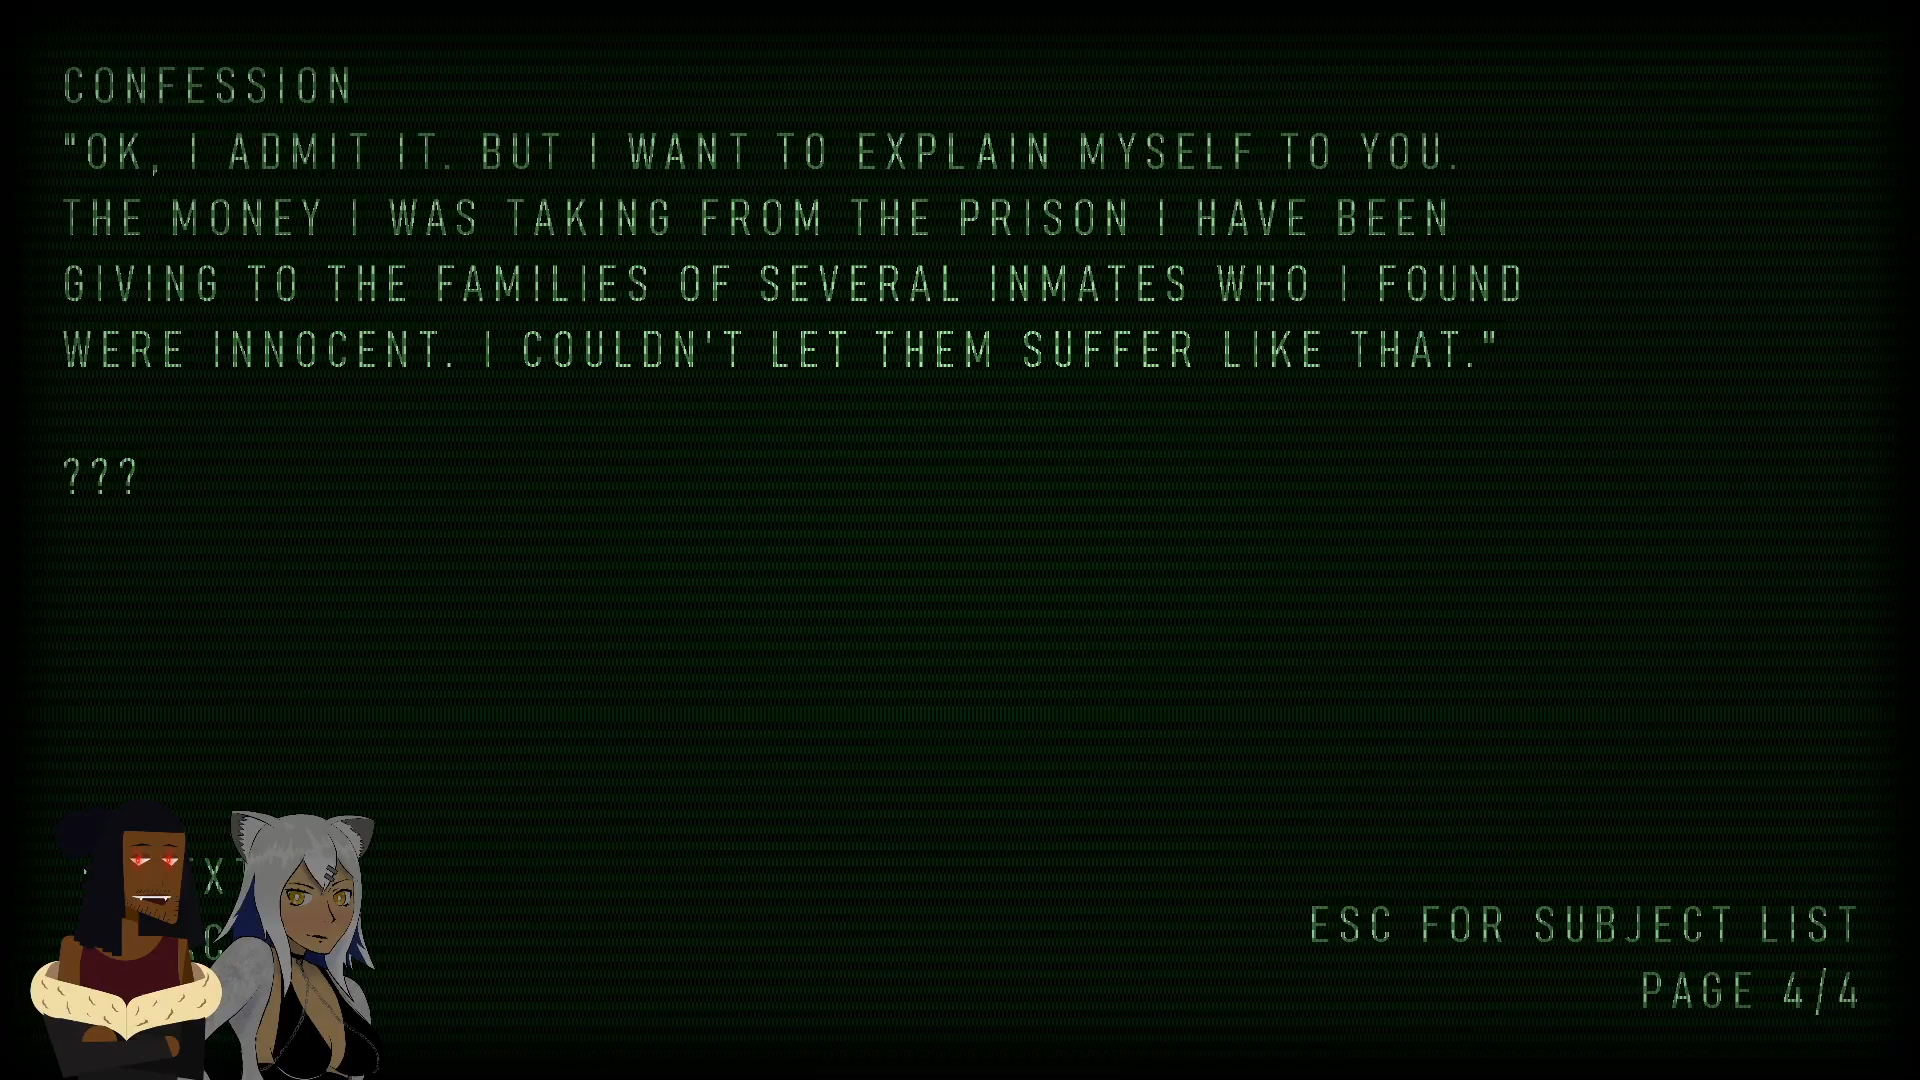 CONFESSION
"OK, I ADMIT IT. BUT I WANT TO EXPLAIN MYSELF TO YOU.
THE MONEY I WAS TAKING FROM THE PRISON I HAVE BEEN
GIVING TO THE FAMILIES OF SEVERAL INMATES WHO I FOUND
WERE INNOCENT. I COULDN'T LET THEM SUFFER LIKE THAT."
???
ESC FOR SUBJECT LIST
PAGE 4/4